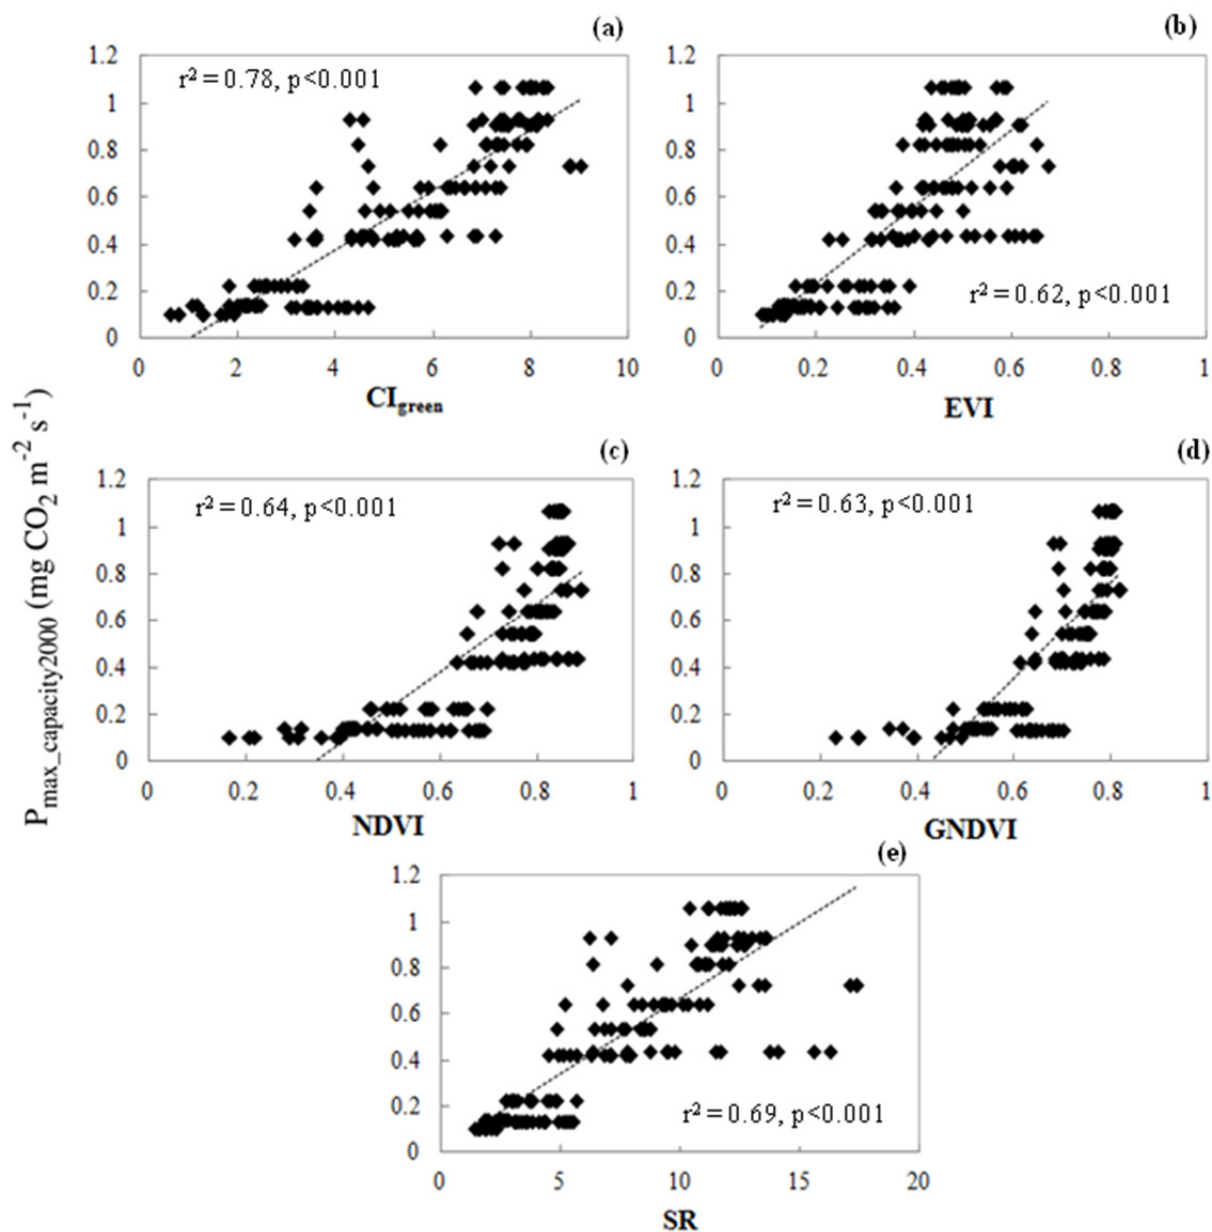 (a)
r² = 0.78, p<0.001
1.2
1
0.8
0.6
0.4
0.2
0
0 2 4 6 8 10
CIgreen
(b)
1.2
1
0.8
0.6
0.4
0.2
0
r² = 0.62, p<0.001
0 0.2 0.4 0.6 0.8 1
EVI
Pmax_capacity2000 (mg CO2 m-2 s-1)
(c)
r² = 0.64, p<0.001
1.2
1
0.8
0.6
0.4
0.2
0
0 0.2 0.4 0.6 0.8 1
NDVI
(d)
r² = 0.63, p<0.001
1.2
1
0.8
0.6
0.4
0.2
0
0 0.2 0.4 0.6 0.8 1
GNDVI
(e)
1.2
1
0.8
0.6
0.4
0.2
0
r² = 0.69, p<0.001
0 5 10 15 20
SR